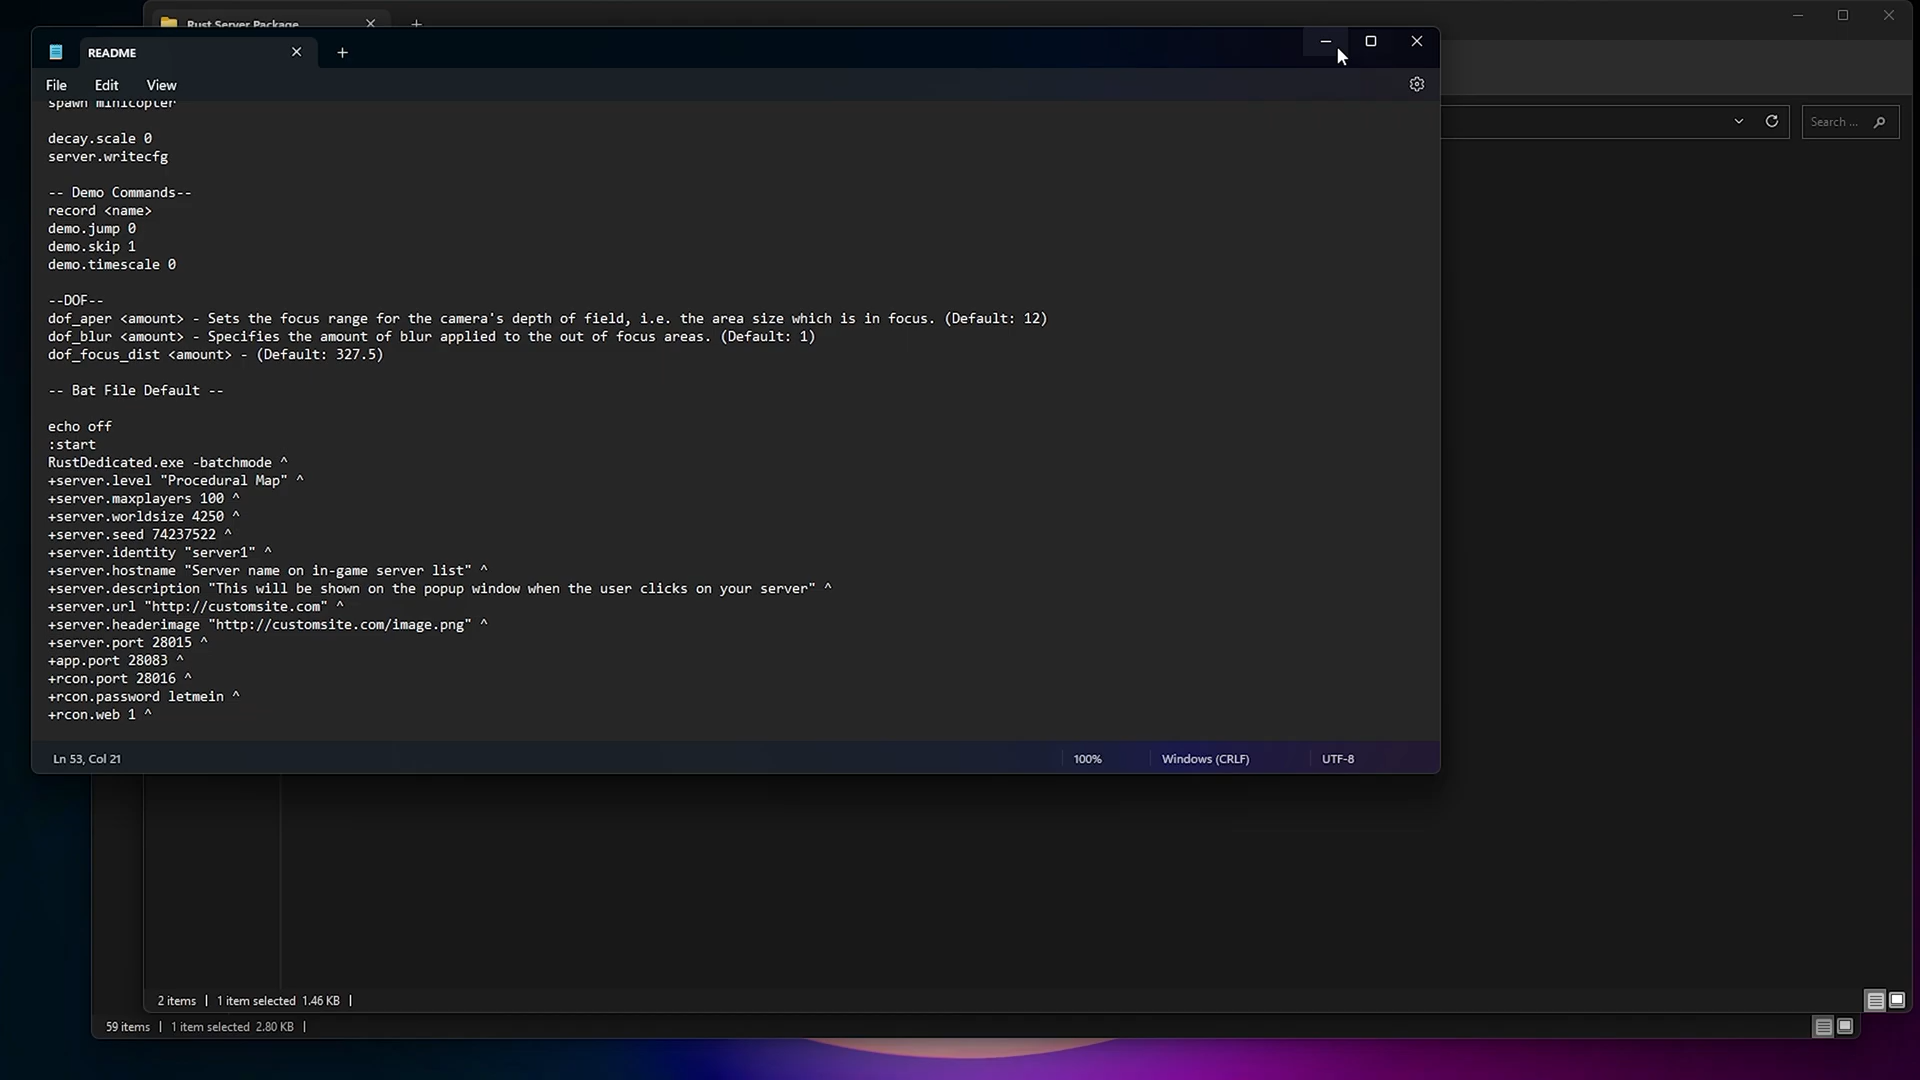 Rust Server Package
README
File Edit View
spawn minicopter
decay.scale 0
server.writecfg
-- Demo Commands--
record <name>
demo.jump 0
demo.skip 1
demo.timescale 0
--DOF--
dof_aper <amount> - Sets the focus range for the camera's depth of field, i.e. the area size which is in focus. (Default: 12)
dof_blur <amount> - Specifies the amount of blur applied to the out of focus areas. (Default: 1)
dof_focus_dist <amount> - (Default: 327.5)
-- Bat File Default --
echo off
:start
RustDedicated.exe -batchmode ^
+server.level "Procedural Map" ^
+server.maxplayers 100 ^
+server.worldsize 4250 ^
+server.seed 74237522 ^
+server.identity "server1" ^
+server.hostname "Server name on in-game server list" ^
+server.description "This will be shown on the popup window when the user clicks on your server" ^
+server.url "http://customsite.com" ^
+server.headerimage "http://customsite.com/image.png" ^
+server.port 28015 ^
+app.port 28083 ^
+rcon.port 28016 ^
+rcon.password letmein ^
+rcon.web 1 ^
Ln 53, Col 21 100% Windows (CRLF) UTF-8
Search ...
2 items | 1 item selected 1.46 KB |
59 items | 1 item selected 2.80 KB |